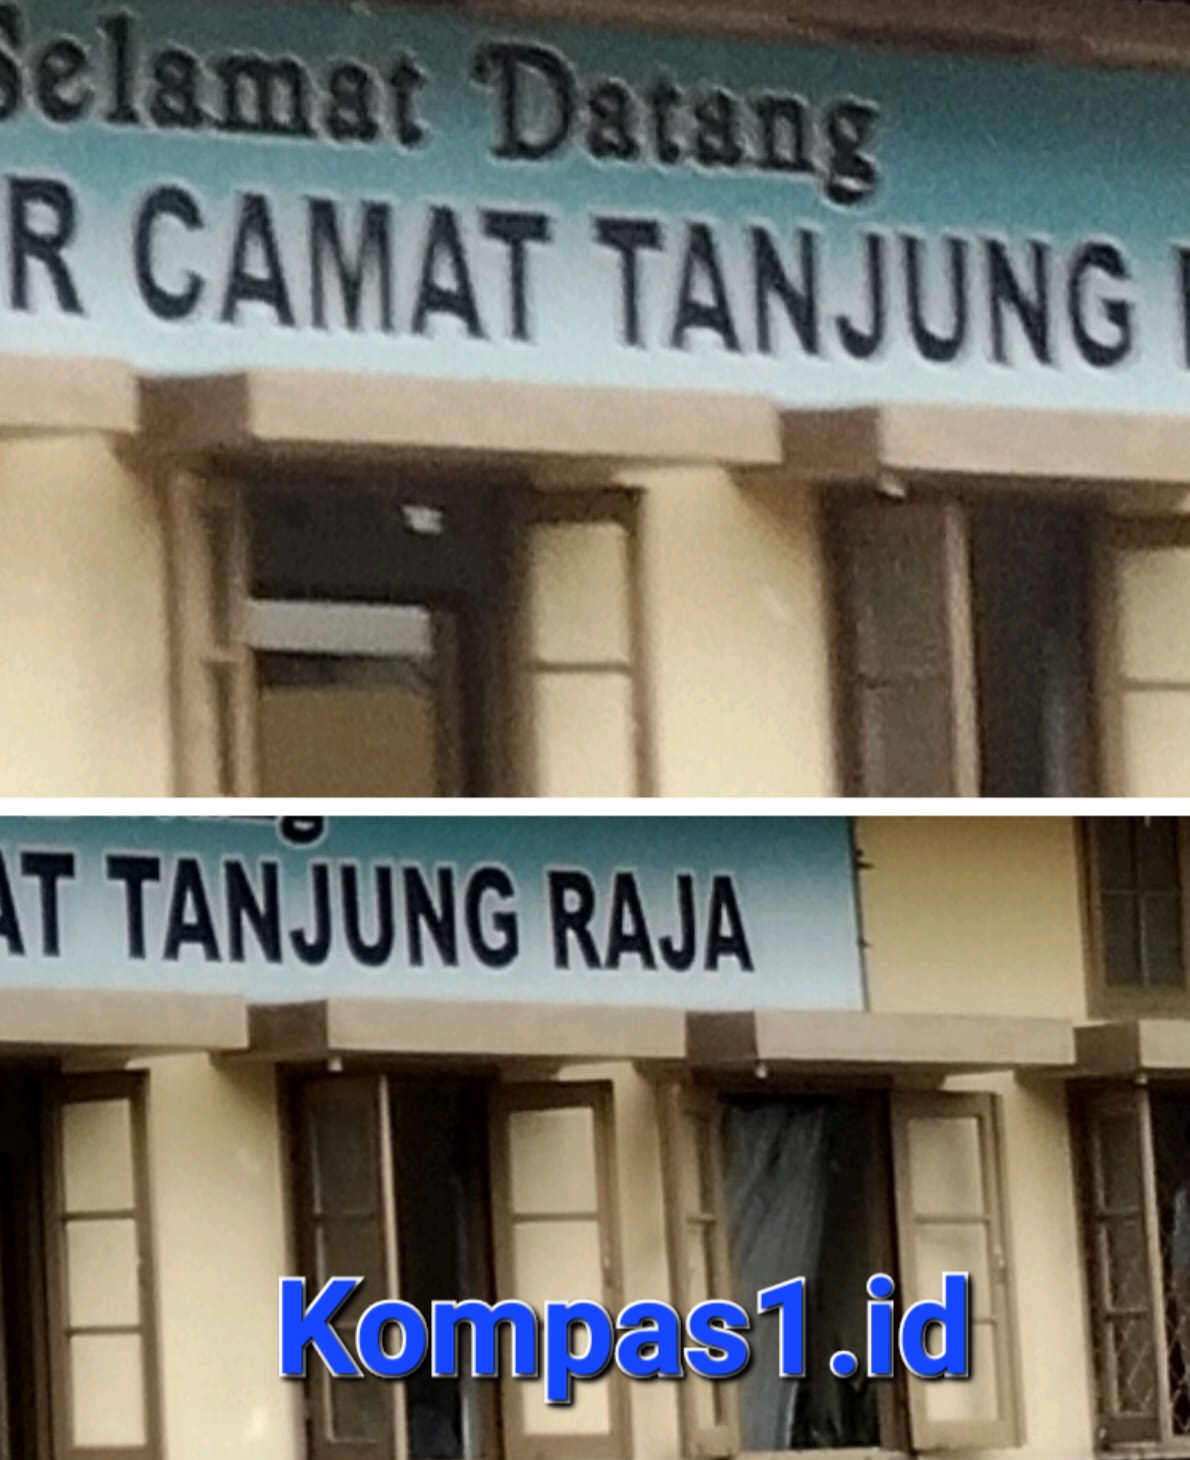 Selamat Datang
R CAMAT TANJUNG
AT TANJUNG RAJA
Kompas1.id